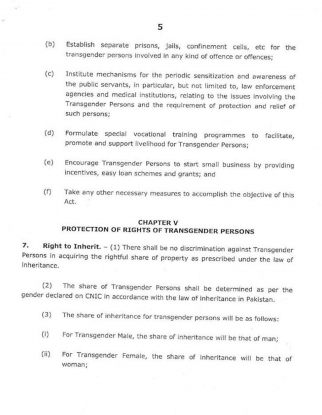 5
(b) Establish separate prisons, jails, confinement cells, etc for the
transgender persons involved in any kind of offence or offences;
(c) Institute mechanisms for the periodic sensitization and awareness of
the public servants, in particular, but not limited to, law enforcement
agencies and medical institutions, relating to the issues involving the
Transgender Persons and the requirement of protection and relief of
such persons;
(d) Formulate special vocational training programmes to facilitate,
promote and support livelihood for Transgender Persons;
(e) Encourage Transgender Persons to start small business by providing
incentives, easy loan schemes and grants; and
(f) Take any other necessary measures to accomplish the objective of this
Act.
CHAPTER V
PROTECTION OF RIGHTS OF TRANSGENDER PERSONS
7. Right to Inherit. – (1) There shall be no discrimination against Transgender
Persons in acquiring the rightful share of property as prescribed under the law of
inheritance.
(2) The share of Transgender Persons shall be determined as per the
gender declared on CNIC in accordance with the law of inheritance in Pakistan.
(3) The share of inheritance for transgender persons will be as follows:
(i) For Transgender Male, the share of inheritance will be that of man;
(ii) For Transgender Female, the share of inheritance will be that of
woman;